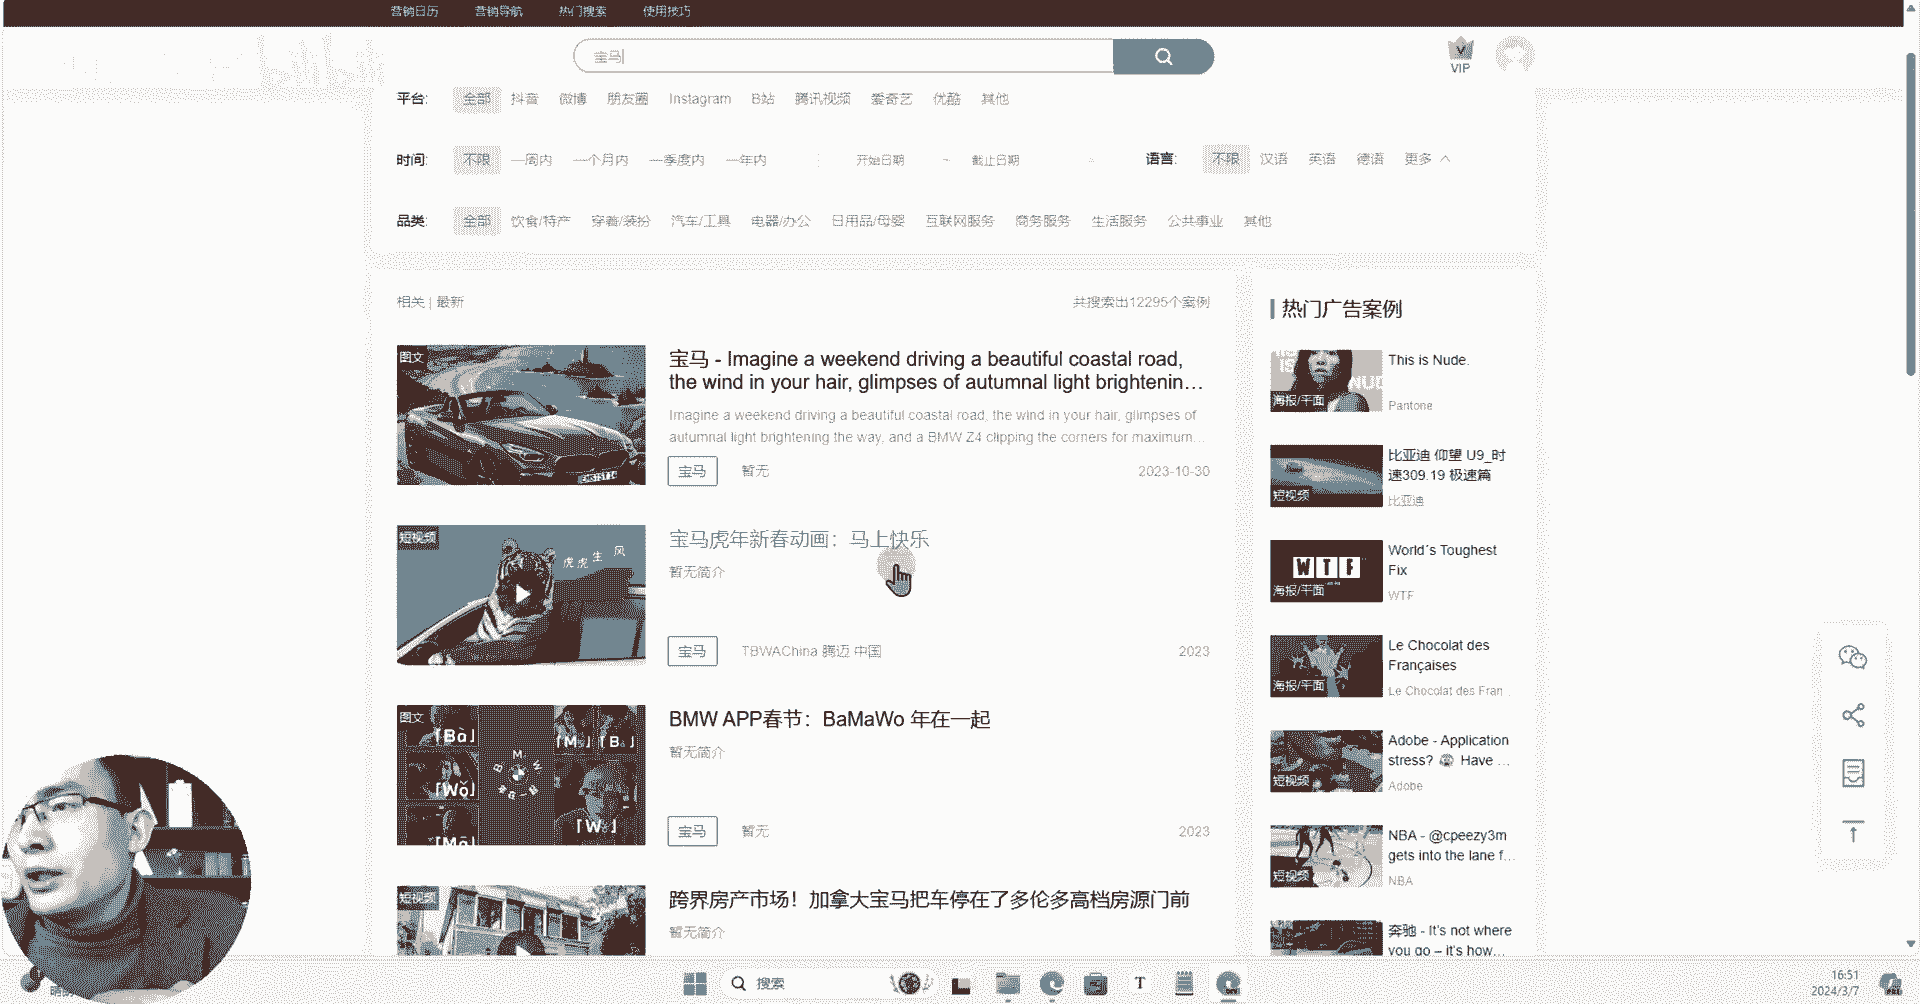 营销日历 营销导航 热门搜索 使用技巧
宝马
VIP
平台: 全部 抖音 微博 朋友圈 Instagram B站 腾讯视频 爱奇艺 优酷 其他
时间: 不限 一周内 一个月内 一季度内 一年内 开始日期 ~ 截止日期 语言: 不限 汉语 英语 德语 更多
品类: 全部 饮食/特产 穿着/装扮 汽车/工具 电器/办公 日用品/母婴 互联网服务 商务服务 生活服务 公共事业 其他
相关 | 最新 共搜索出12295个案例
图文
宝马 - Imagine a weekend driving a beautiful coastal road,
the wind in your hair, glimpses of autumnal light brightenin…
Imagine a weekend driving a beautiful coastal road, the wind in your hair, glimpses of
autumnal light brightening the way, and a BMW Z4 clipping the corners for maximum…
宝马 暂无 2023-10-30
短视频
虎虎生风
宝马虎年新春动画：马上快乐
暂无简介
宝马 TBWAChina 腾迈 中国 2023
图文
「Bà」
「M」「B」
「Wǒ」
「W」
BMW APP春节：BaMaWo 年在一起
暂无简介
宝马 暂无 2023
短视频
跨界房产市场！加拿大宝马把车停在了多伦多高档房源门前
暂无简介
热门广告案例
海报/平面
This is Nude.
Pantone
短视频
比亚迪 仰望 U9_时
速309.19 极速篇
比亚迪
WTF
海报/平面
World´s Toughest
Fix
WTF
海报/平面
Le Chocolat des
Françaises
Le Chocolat des Fran…
短视频
Adobe - Application
stress? 😱 Have …
Adobe
短视频
NBA - @cpeezy3m
gets into the lane f…
NBA
奔驰 - It's not where
you go – it's how…
搜索
16:51
2024/3/7